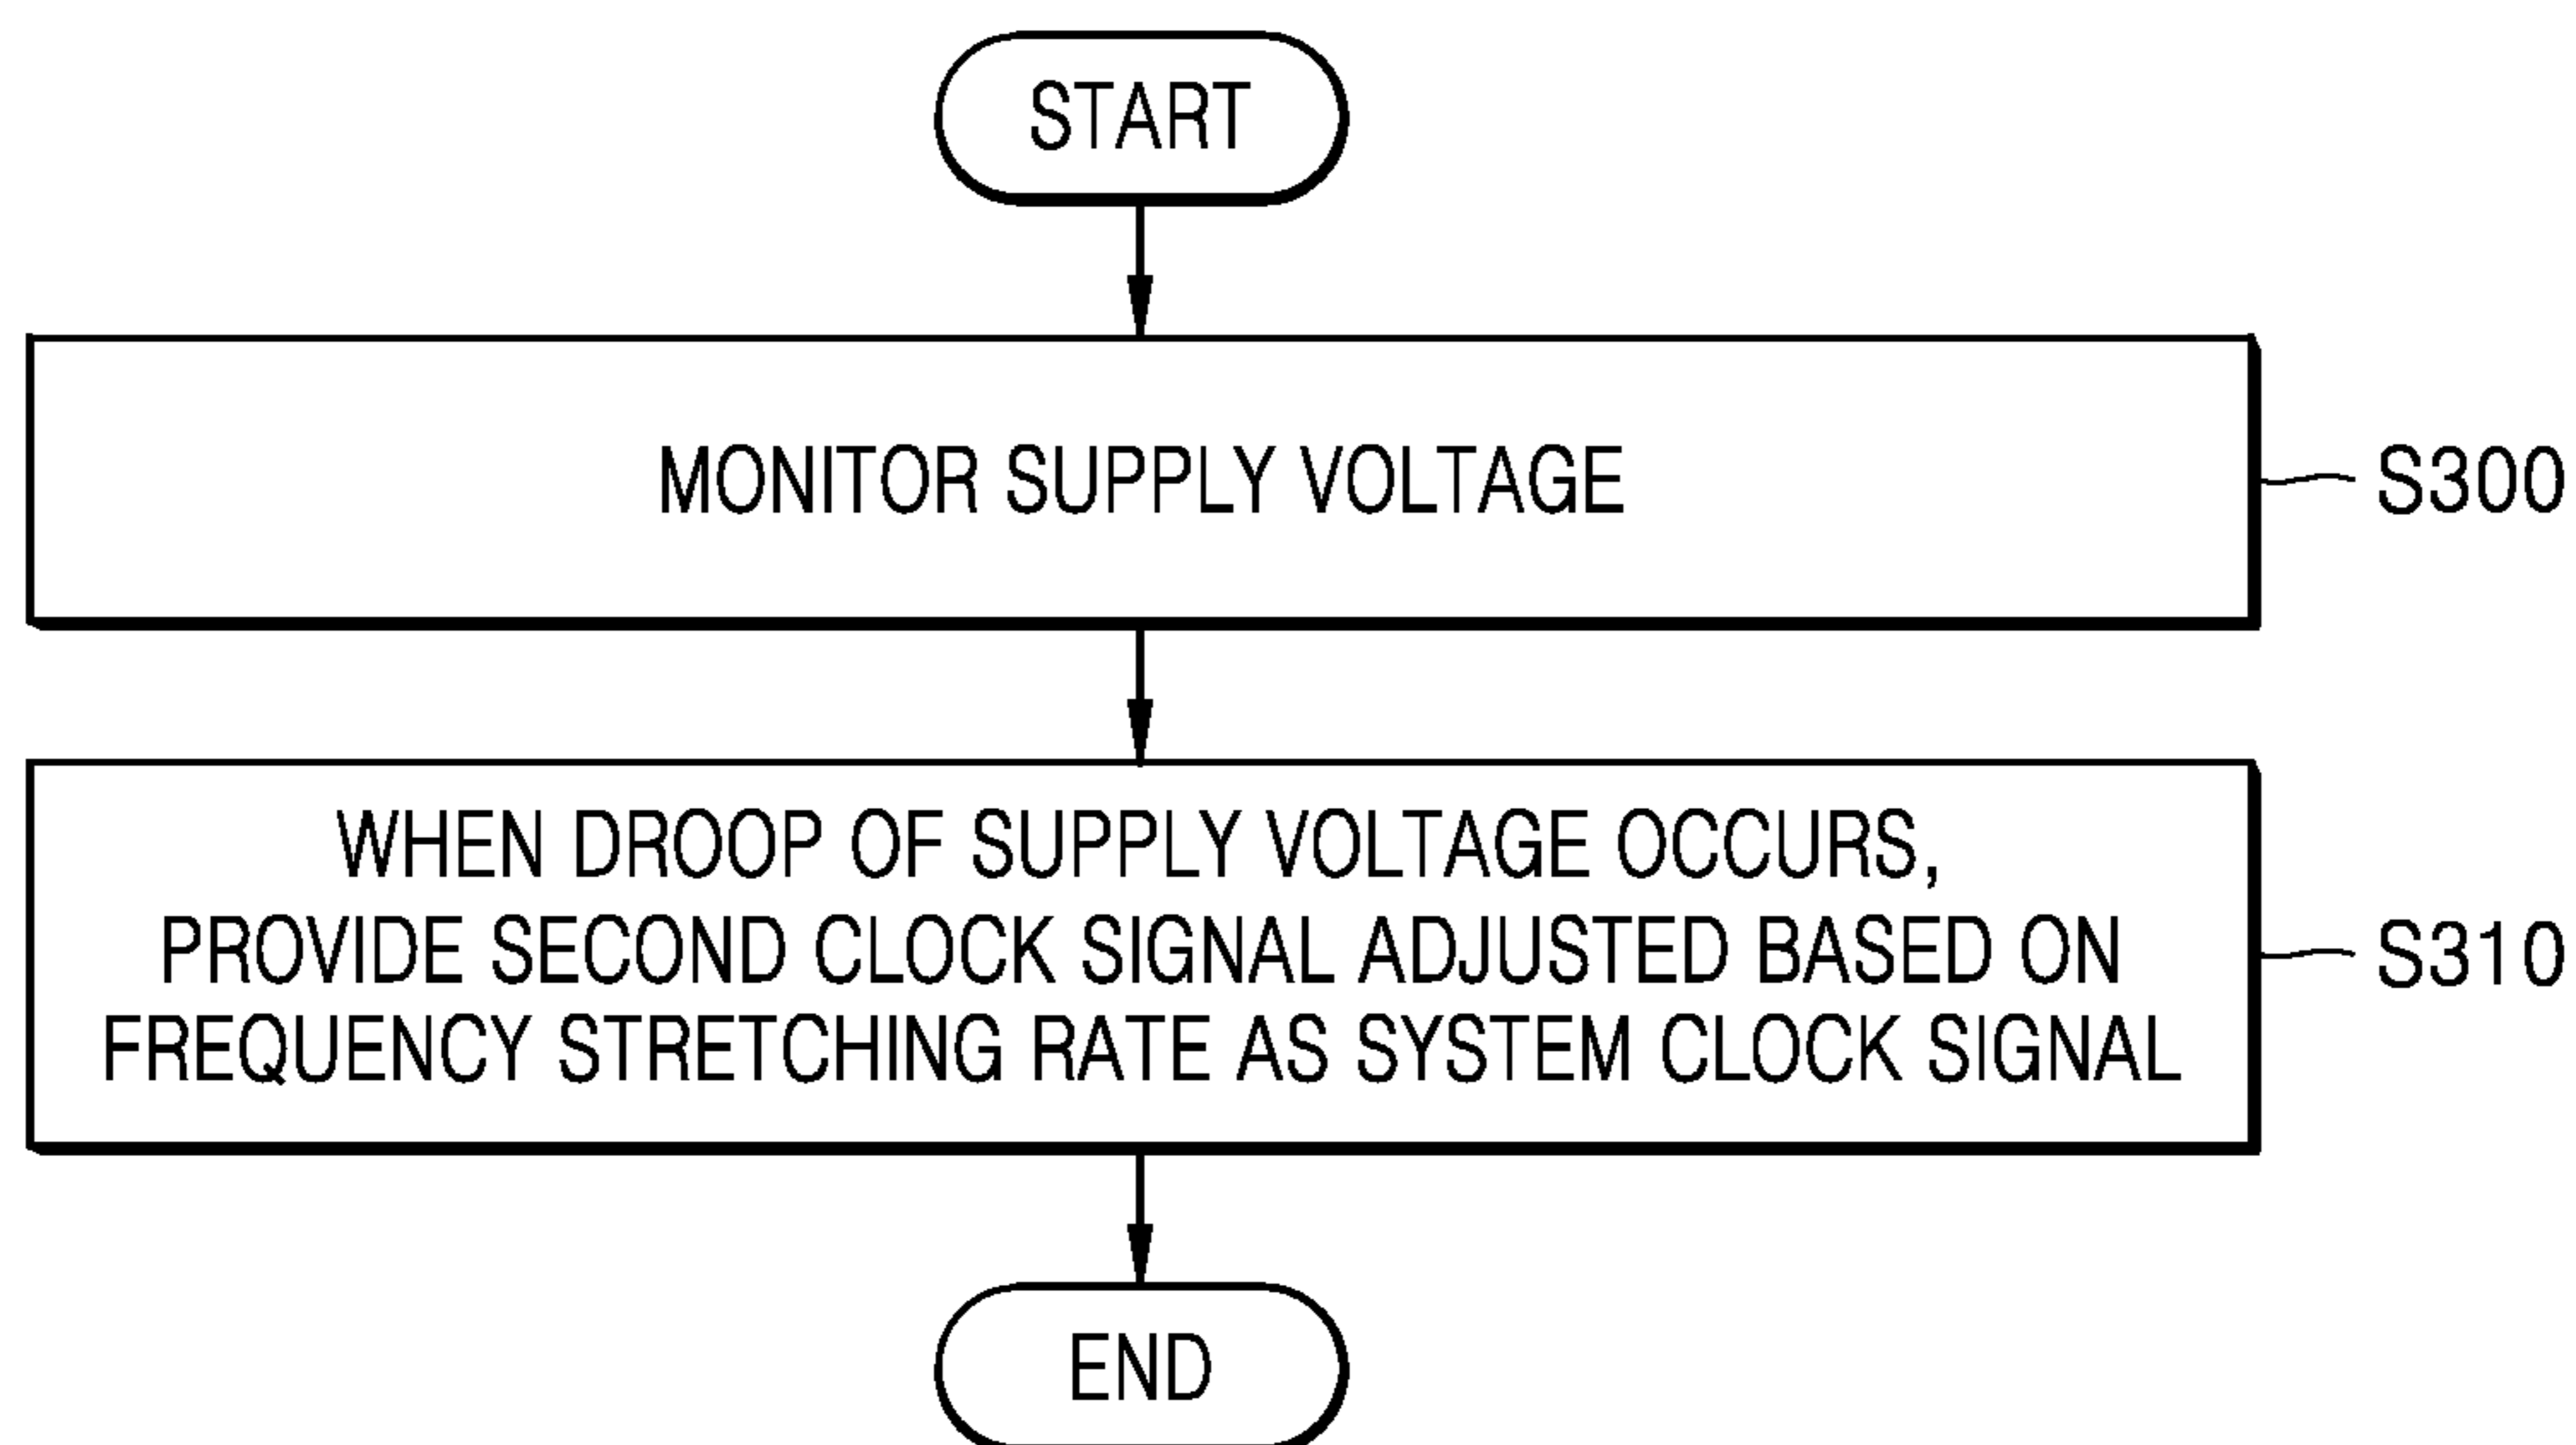 START
MONITOR SUPPLY VOLTAGE
S300
WHEN DROOP OF SUPPLY VOLTAGE OCCURS,
PROVIDE SECOND CLOCK SIGNAL ADJUSTED BASED ON
FREQUENCY STRETCHING RATE AS SYSTEM CLOCK SIGNAL
S310
END